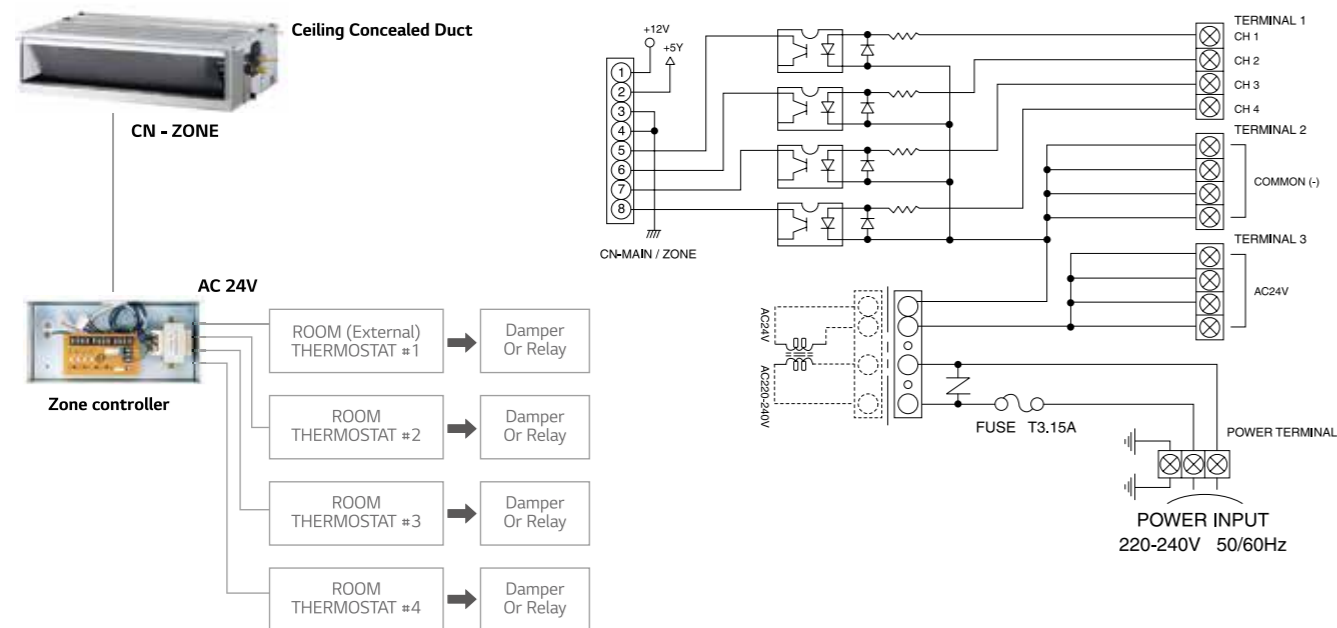 Ceiling Concealed Duct
CN - ZONE
AC 24V
Zone controller
ROOM (External)
THERMOSTAT #1
Damper
Or Relay
ROOM
THERMOSTAT #2
Damper
Or Relay
ROOM
THERMOSTAT #3
Damper
Or Relay
ROOM
THERMOSTAT #4
Damper
Or Relay
+12V
+5Y
1
2
3
4
5
6
7
8
CN-MAIN / ZONE
TERMINAL 1
CH 1
CH 2
CH 3
CH 4
TERMINAL 2
COMMON (-)
TERMINAL 3
AC24V
AC24V
AC220-240V
FUSE T3.15A
POWER TERMINAL
POWER INPUT
220-240V 50/60Hz